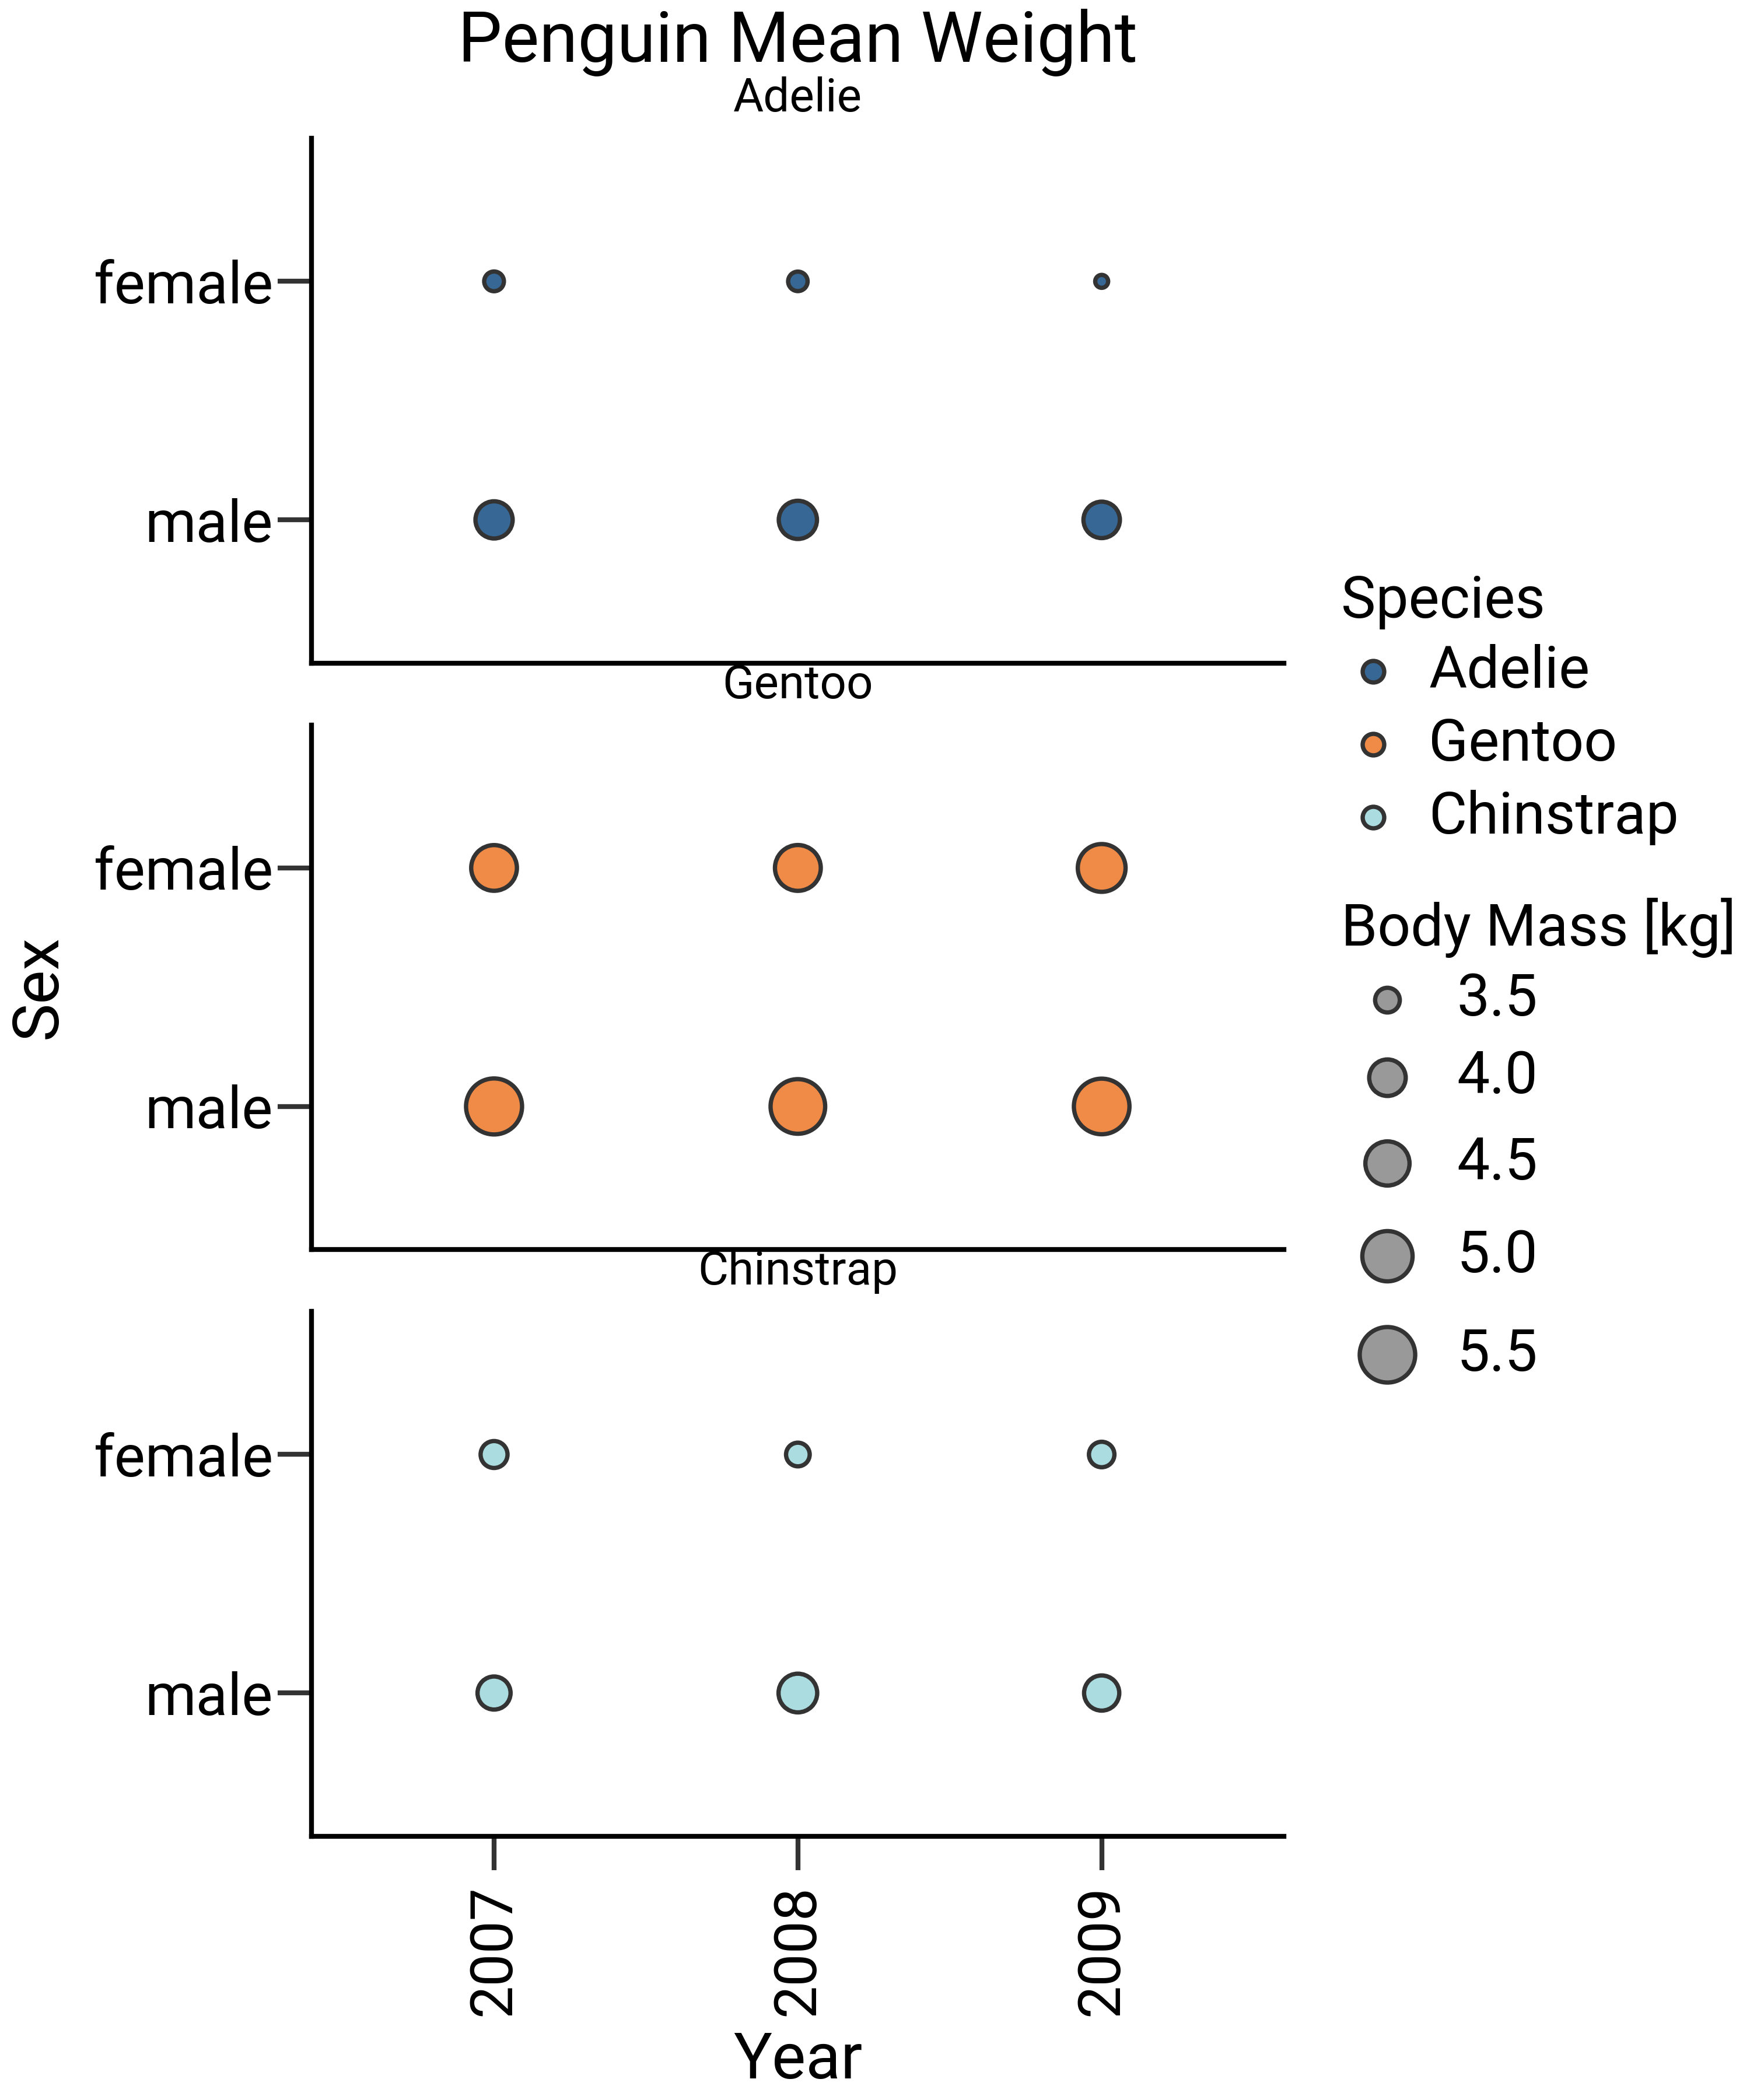 Penguin Mean Weight
Adelie
female
male
Gentoo
female
male
Chinstrap
female
male
Sex
2007
2008
2009
Year
Species
Adelie
Gentoo
Chinstrap
Body Mass [kg]
3.5
4.0
4.5
5.0
5.5